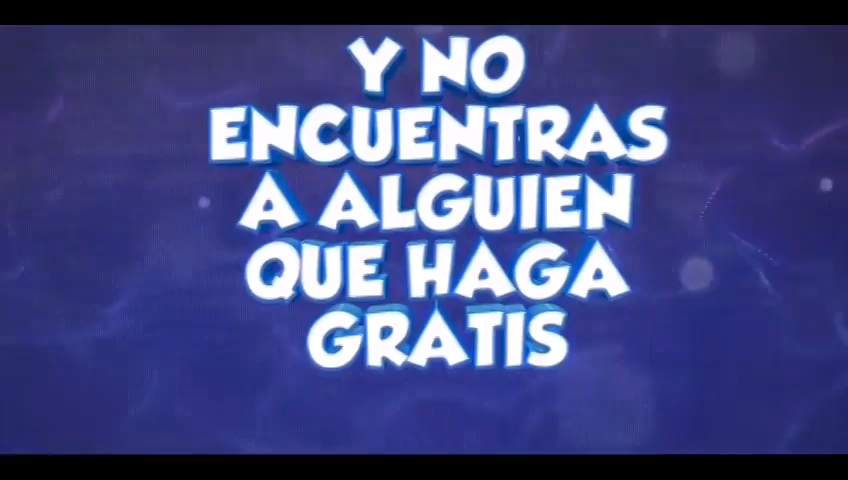 Y NO
ENCUENTRAS
A ALGUIEN
QUE HAGA
GRATIS